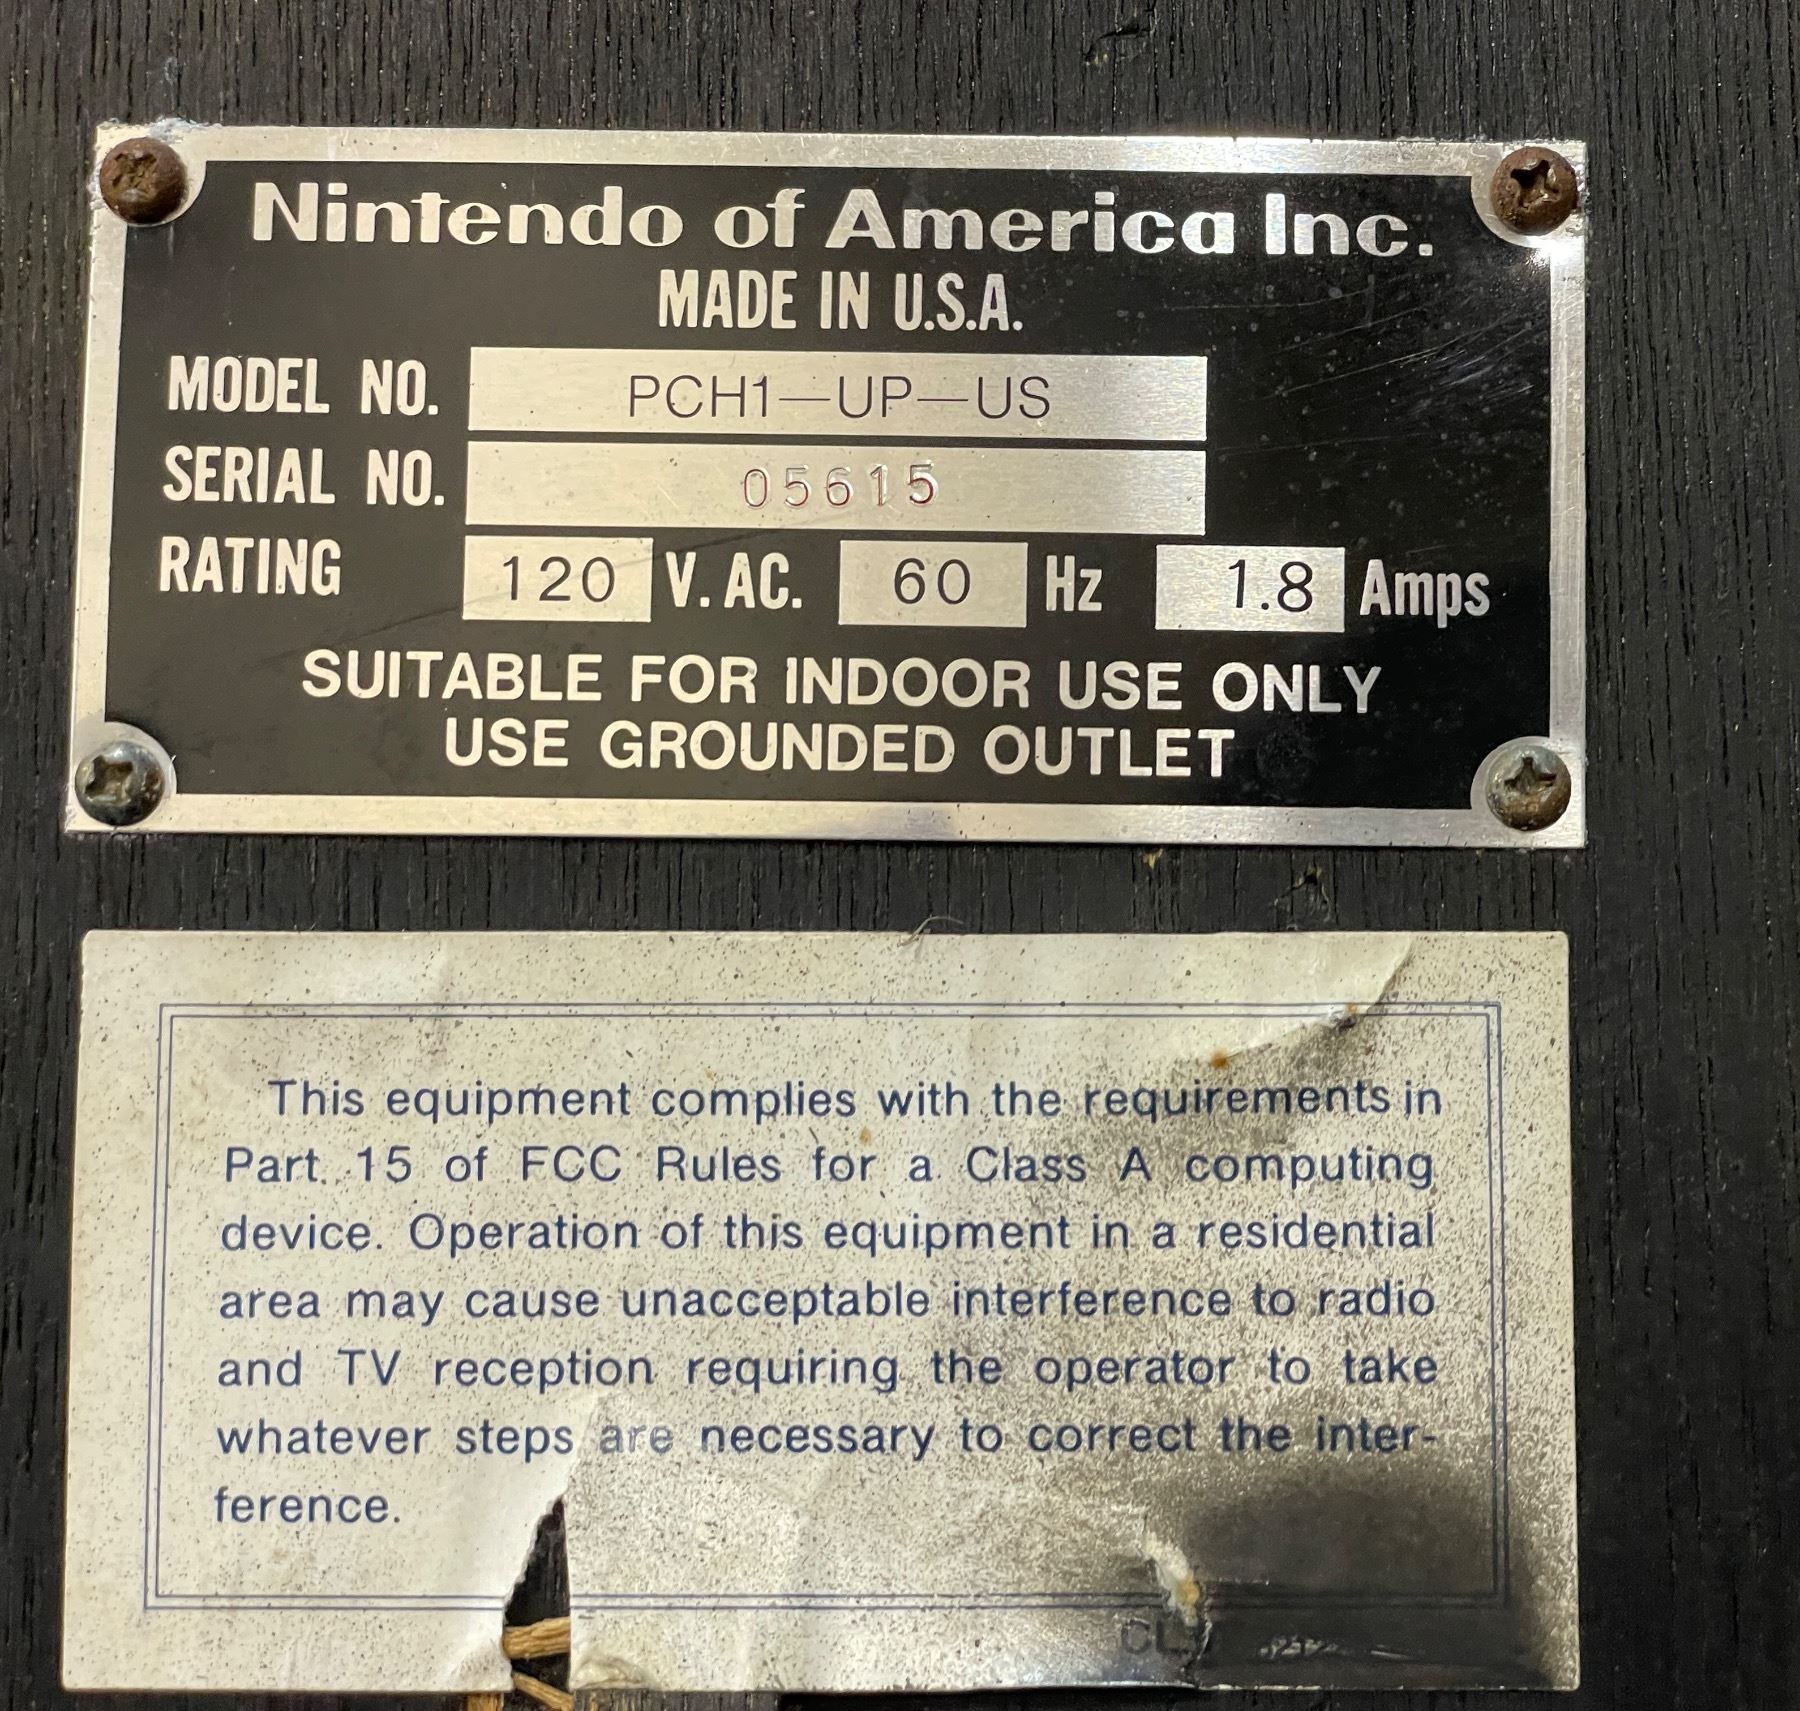 Nintendo of America Inc.
MADE IN U.S.A.
MODEL NO. PCH1-UP-US
SERIAL NO. 05615
RATING 120 V. AC. 60 Hz 1.8 Amps
SUITABLE FOR INDOOR USE ONLY
USE GROUNDED OUTLET
This equipment complies with the requirements in
Part 15 of FCC Rules for a Class A computing
device. Operation of this equipment in a residential
area may cause unacceptable interference to radio
and TV reception requiring the operator to take
whatever steps are necessary to correct the inter-
ference.